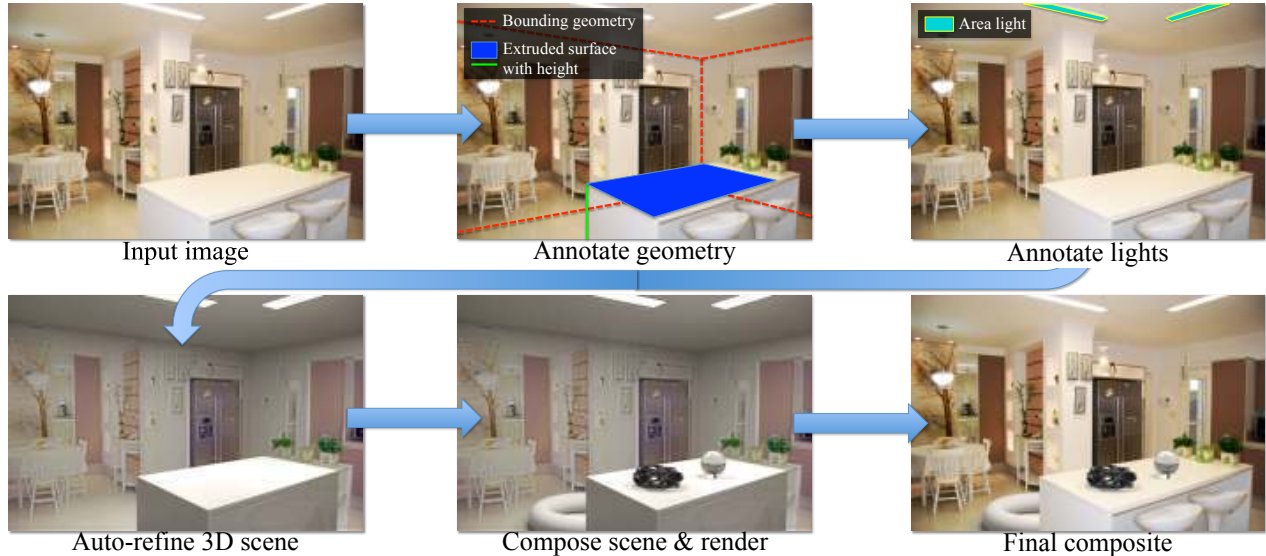 Bounding geometry
Extruded surface
with height
Area light
Input image
Annotate geometry
Annotate lights
Auto-refine 3D scene
Compose scene & render
Final composite